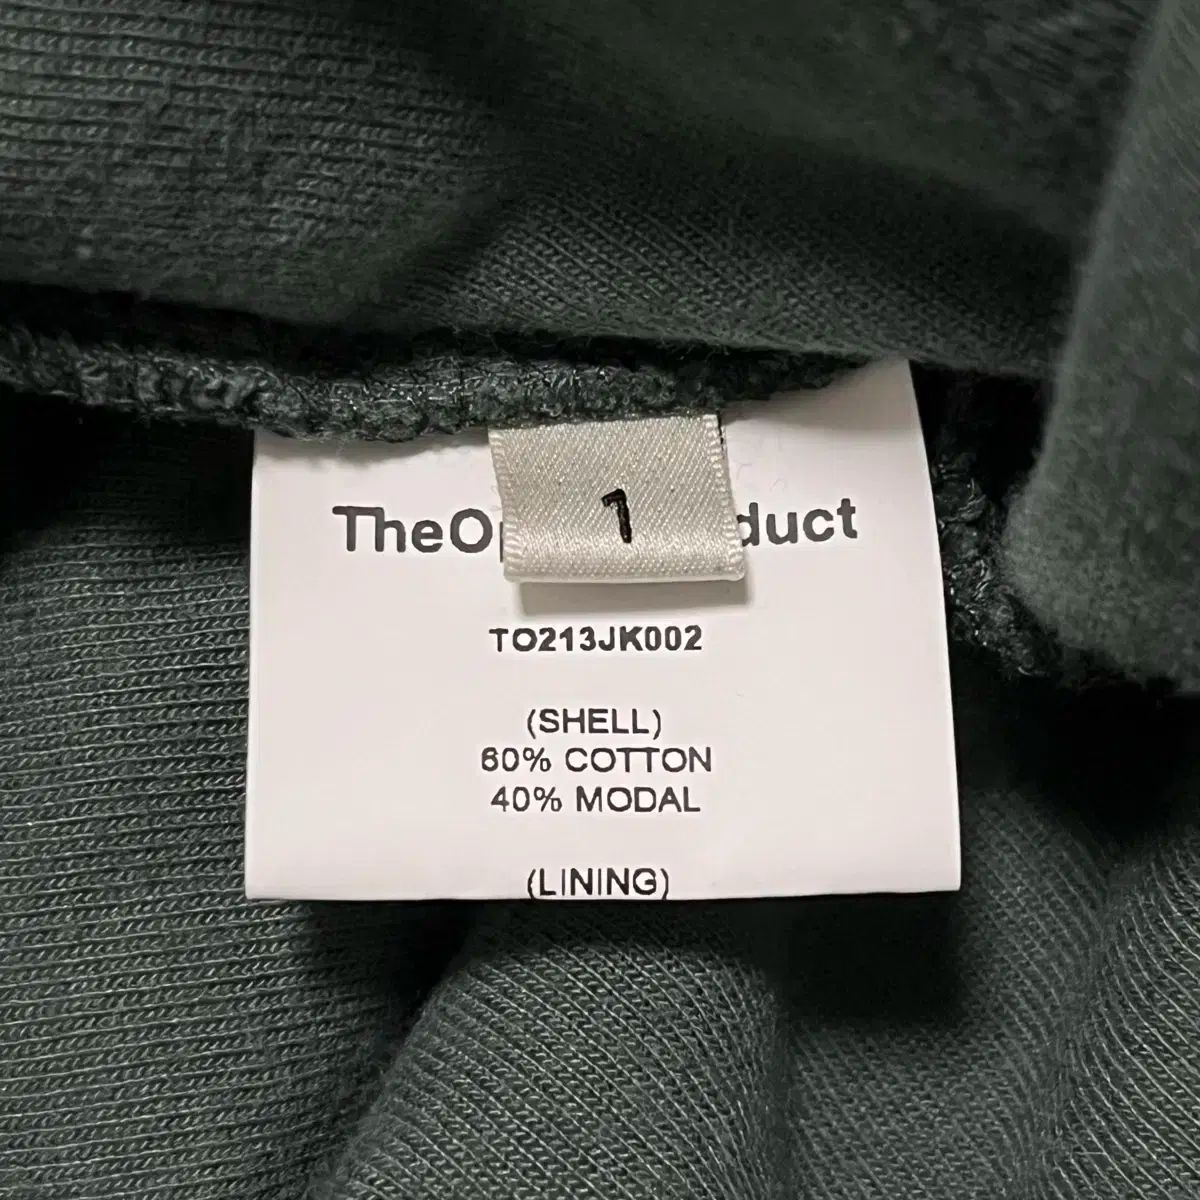 1
TheOp duct
TO213JK002
(SHELL)
60% COTTON
40% MODAL
(LINING)